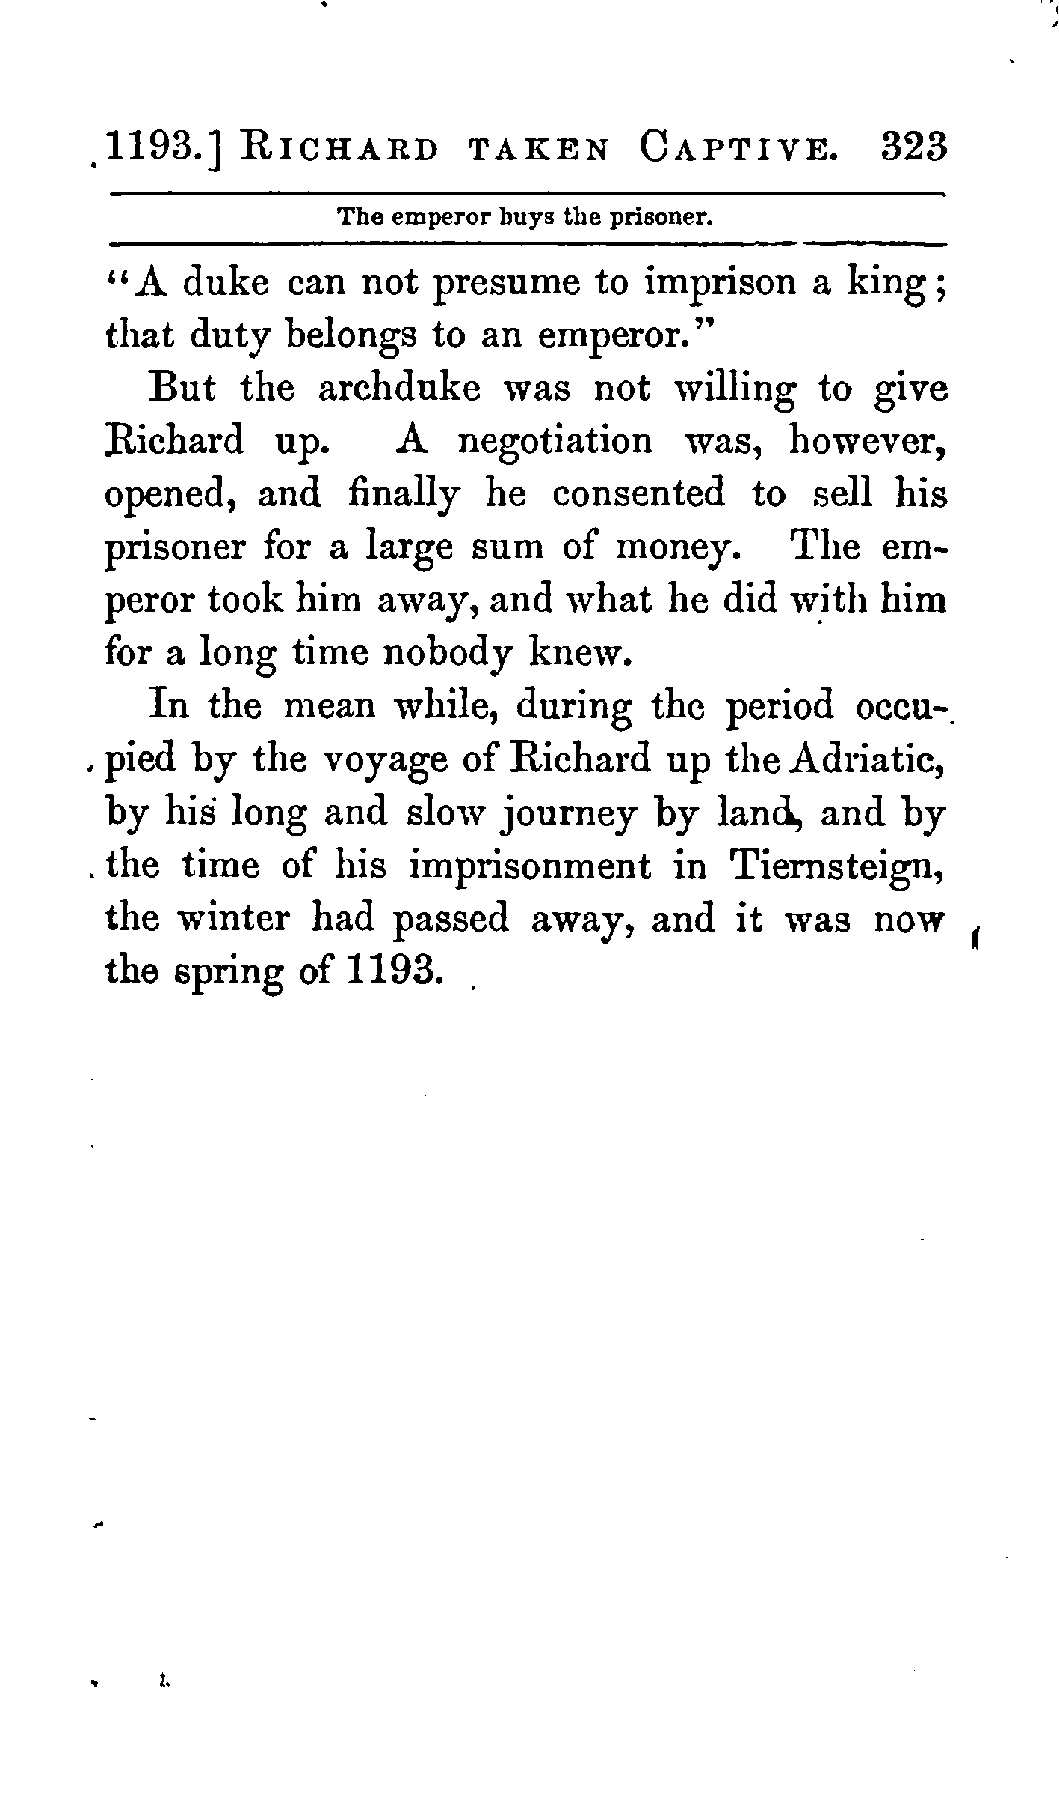 1193.] RICHARD TAKEN CAPTIVE. 323
The emperor buys the prisoner.
"A duke can not presume to imprison a king;
that duty belongs to an emperor."
But the archduke was not willing to give
Richard up. A negotiation was, however,
opened, and finally he consented to sell his
prisoner for a large sum of money. The em-
peror took him away, and what he did with him
for a long time nobody knew.
In the mean while, during the period occu-
pied by the voyage of Richard up the Adriatic,
by his long and slow journey by land, and by
the time of his imprisonment in Tiernsteign,
the winter had passed away, and it was now
the spring of 1193.